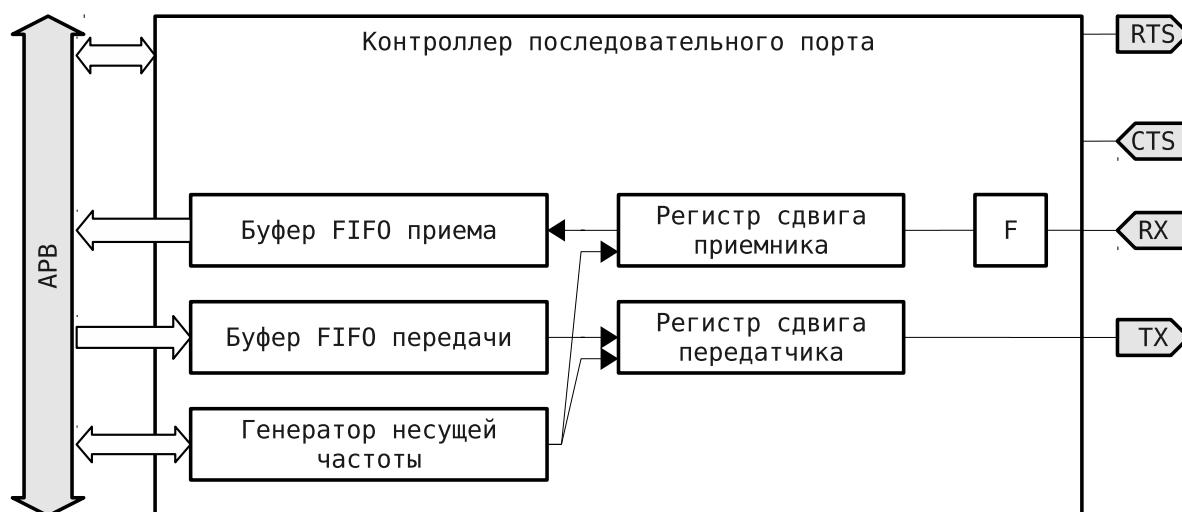 Контроллер последовательного порта
RTS
CTS
Буфер FIFO приема
Регистр сдвига
приемника
F
RX
APB
Буфер FIFO передачи
Регистр сдвига
передатчика
TX
Генератор несущей
частоты